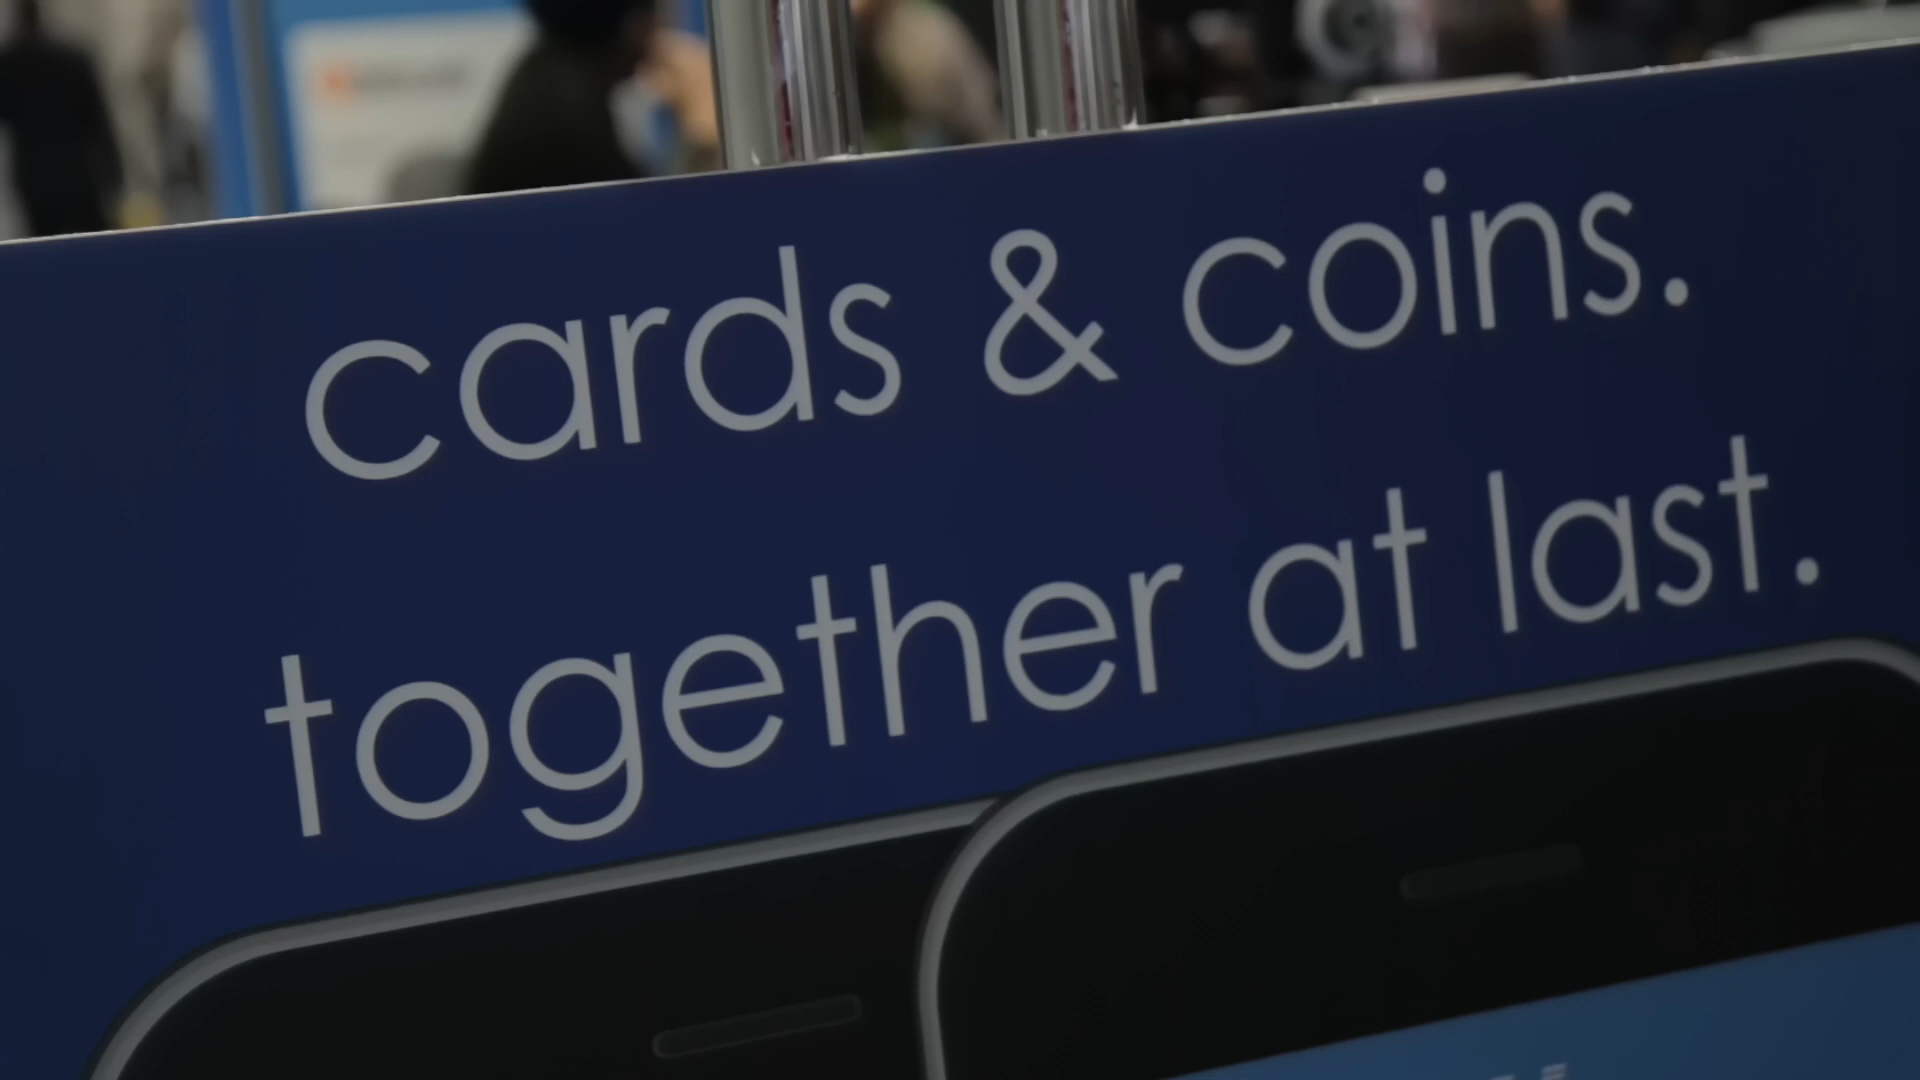 cards & coins.
together at last.